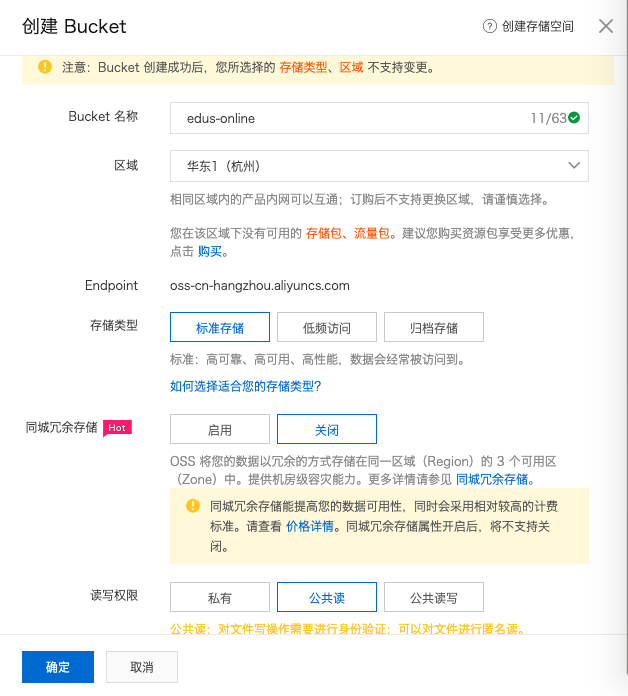 创建 Bucket
创建存储空间
注意：Bucket 创建成功后，您所选择的 存储类型、区域 不支持变更。
Bucket 名称
edus-online
11/63
区域
华东1（杭州）
相同区域内的产品内网可以互通；订购后不支持更换区域，请谨慎选择。
您在该区域下没有可用的 存储包、流量包。建议您购买资源包享受更多优惠，
点击 购买。
Endpoint
oss-cn-hangzhou.aliyuncs.com
存储类型
标准存储
低频访问
归档存储
标准：高可靠、高可用、高性能，数据会经常被访问到。
如何选择适合您的存储类型?
同城冗余存储
Hot
启用
关闭
OSS 将您的数据以冗余的方式存储在同一区域（Region）的 3 个可用区
（Zone）中。提供机房级容灾能力。更多详情请参见 同城冗余存储。
同城冗余存储能提高您的数据可用性，同时会采用相对较高的计费
标准。请查看 价格详情。同城冗余存储属性开启后，将不支持关
闭。
读写权限
私有
公共读
公共读写
公共读：对文件写操作需要进行身份验证；可以对文件进行匿名读。
确定
取消